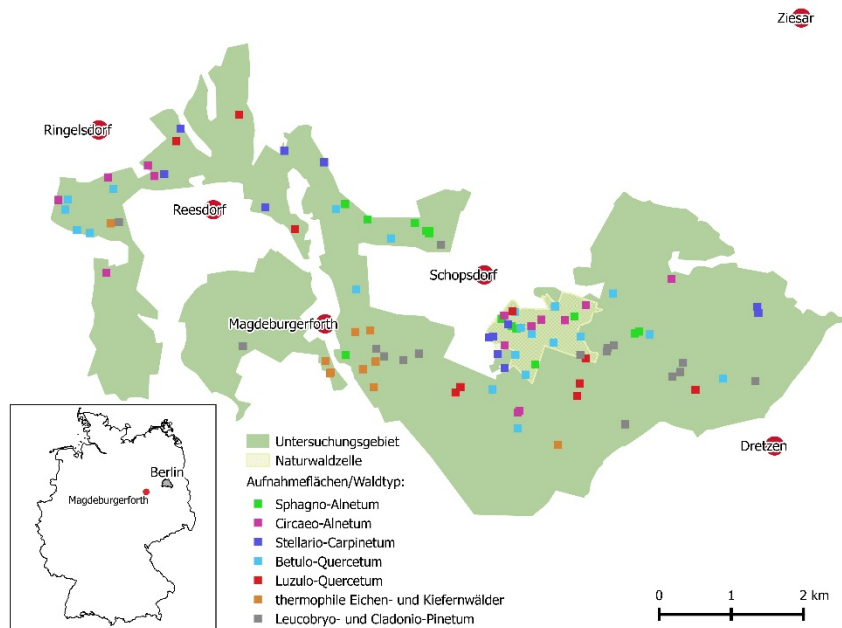 Ziesar
Ringelsdorf
Reesdorf
Schopsdorf
Magdeburgerforth
Dretzen
Berlin
Magdeburgerforth
Untersuchungsgebiet
Naturwaldzelle
Aufnahmeflächen/Waldtyp:
Sphagno-Alnetum
Circaeo-Alnetum
Stellario-Carpinetum
Betulo-Quercetum
Luzulo-Quercetum
thermophile Eichen- und Kiefernwälder
Leucobryo- und Cladonio-Pinetum
0 1 2 km